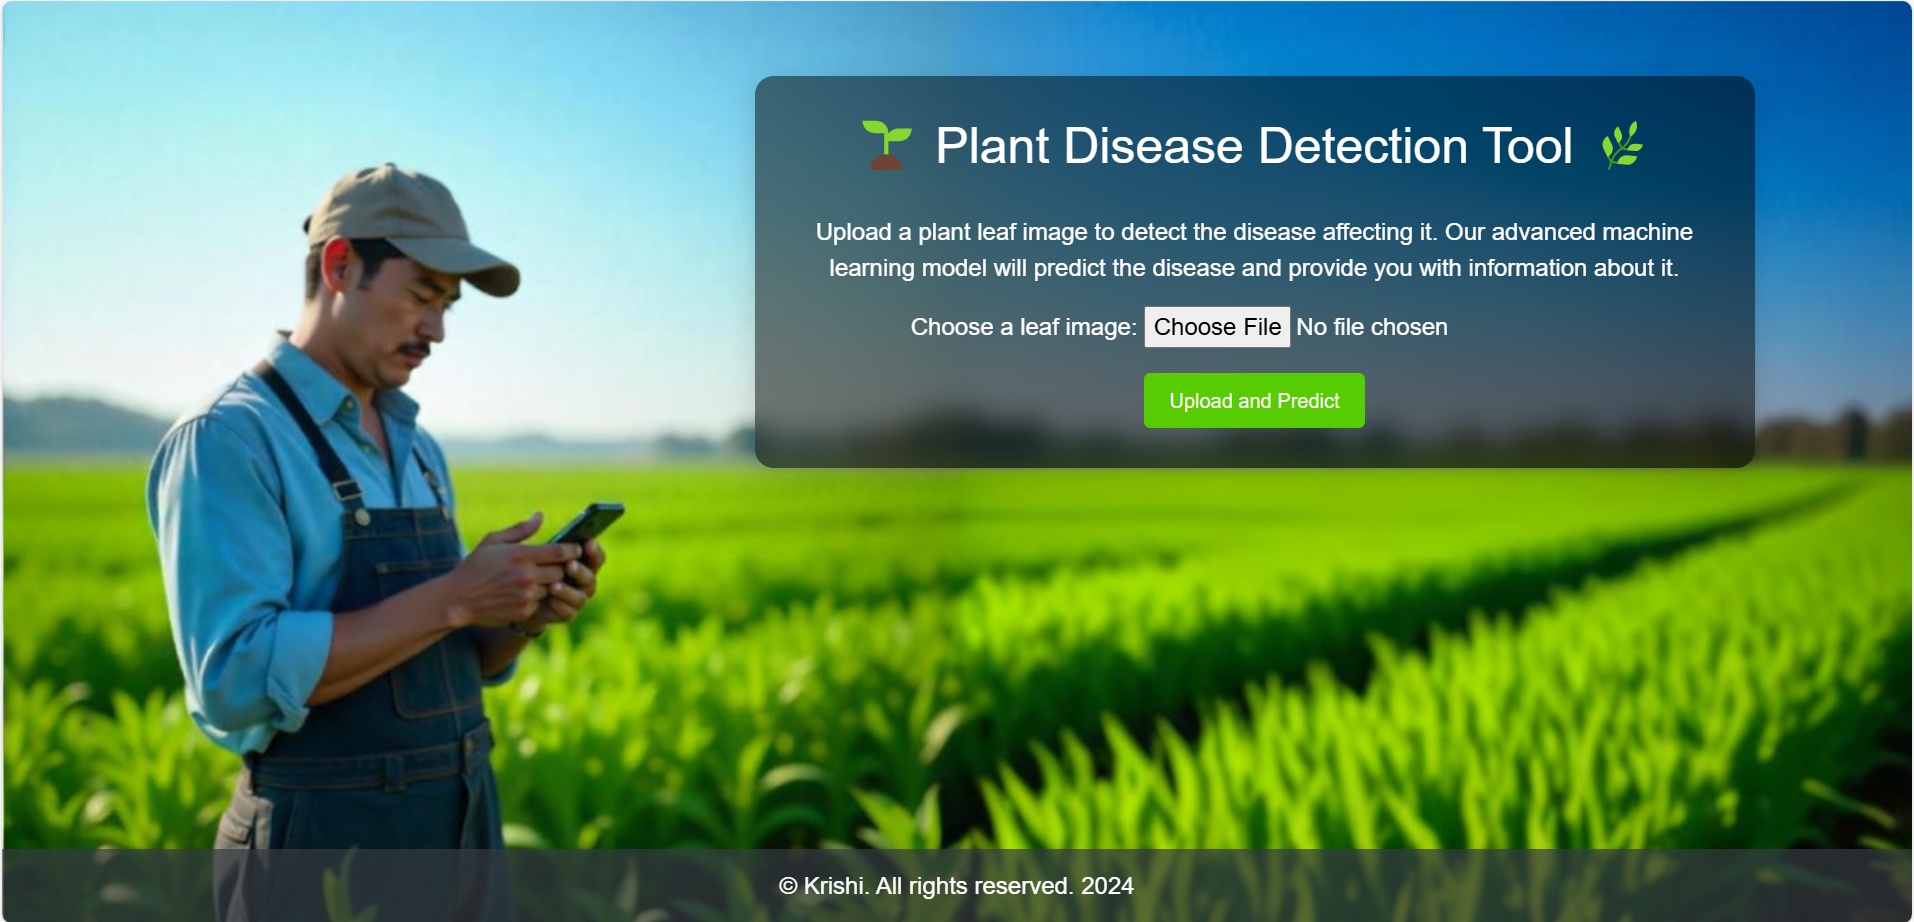 Plant Disease Detection Tool
Upload a plant leaf image to detect the disease affecting it. Our advanced machine
learning model will predict the disease and provide you with information about it.
Choose a leaf image: Choose File No file chosen
Upload and Predict
© Krishi. All rights reserved. 2024